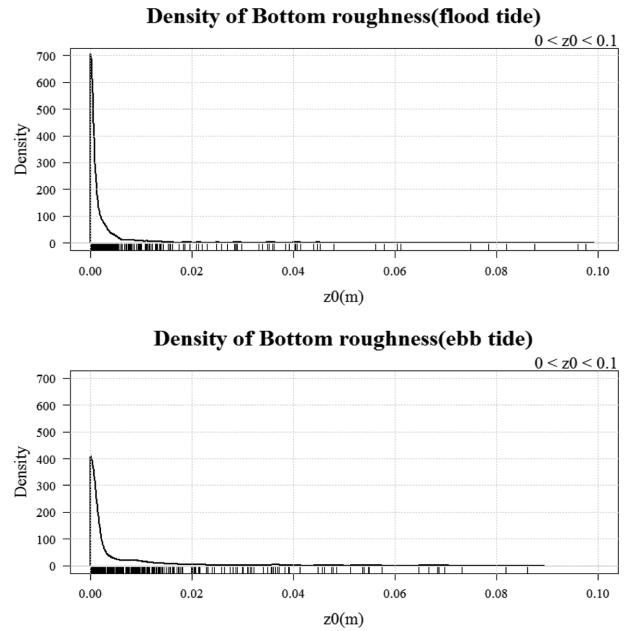 Density of Bottom roughness(flood tide)
0 < z0 < 0.1
700
600
500
400
300
200
100
0
Density
0.00 0.02 0.04 0.06 0.08 0.10
z0(m)
Density of Bottom roughness(ebb tide)
0 < z0 < 0.1
700
600
500
400
300
200
100
0
Density
0.00 0.02 0.04 0.06 0.08 0.10
z0(m)